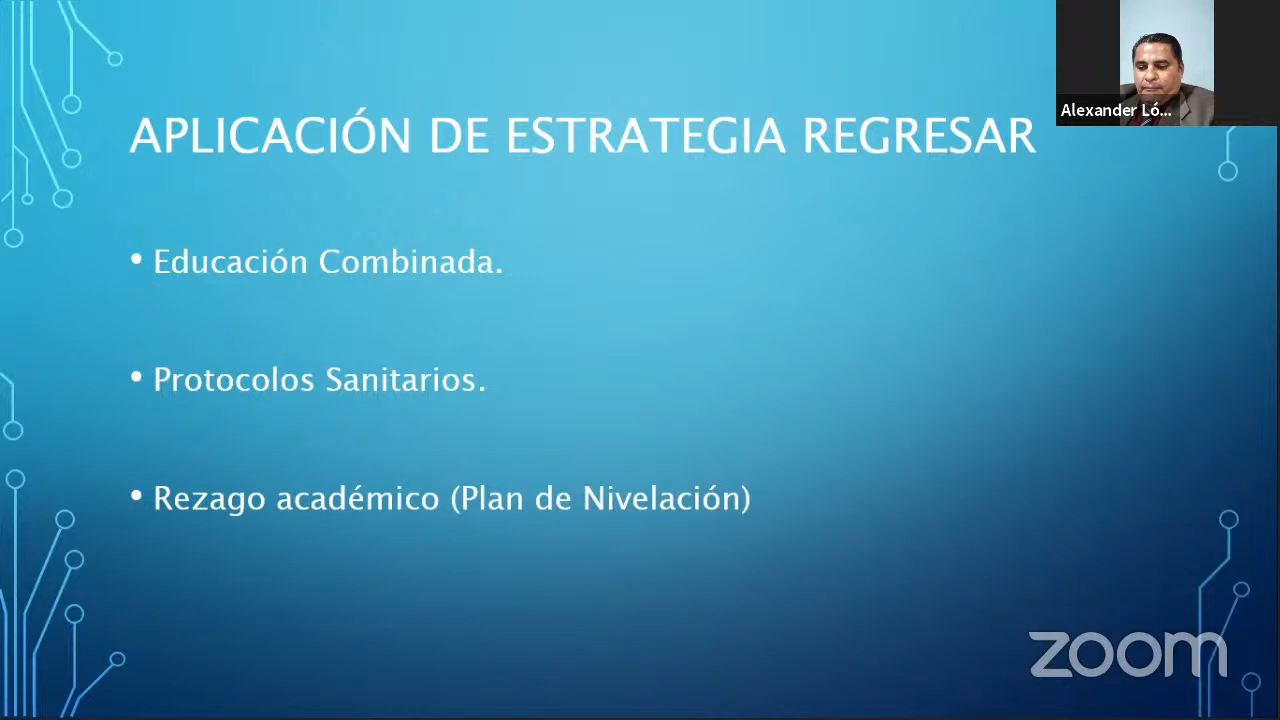 Alexander Ló...
APLICACIÓN DE ESTRATEGIA REGRESAR
• Educación Combinada.
• Protocolos Sanitarios.
• Rezago académico (Plan de Nivelación)
zoom